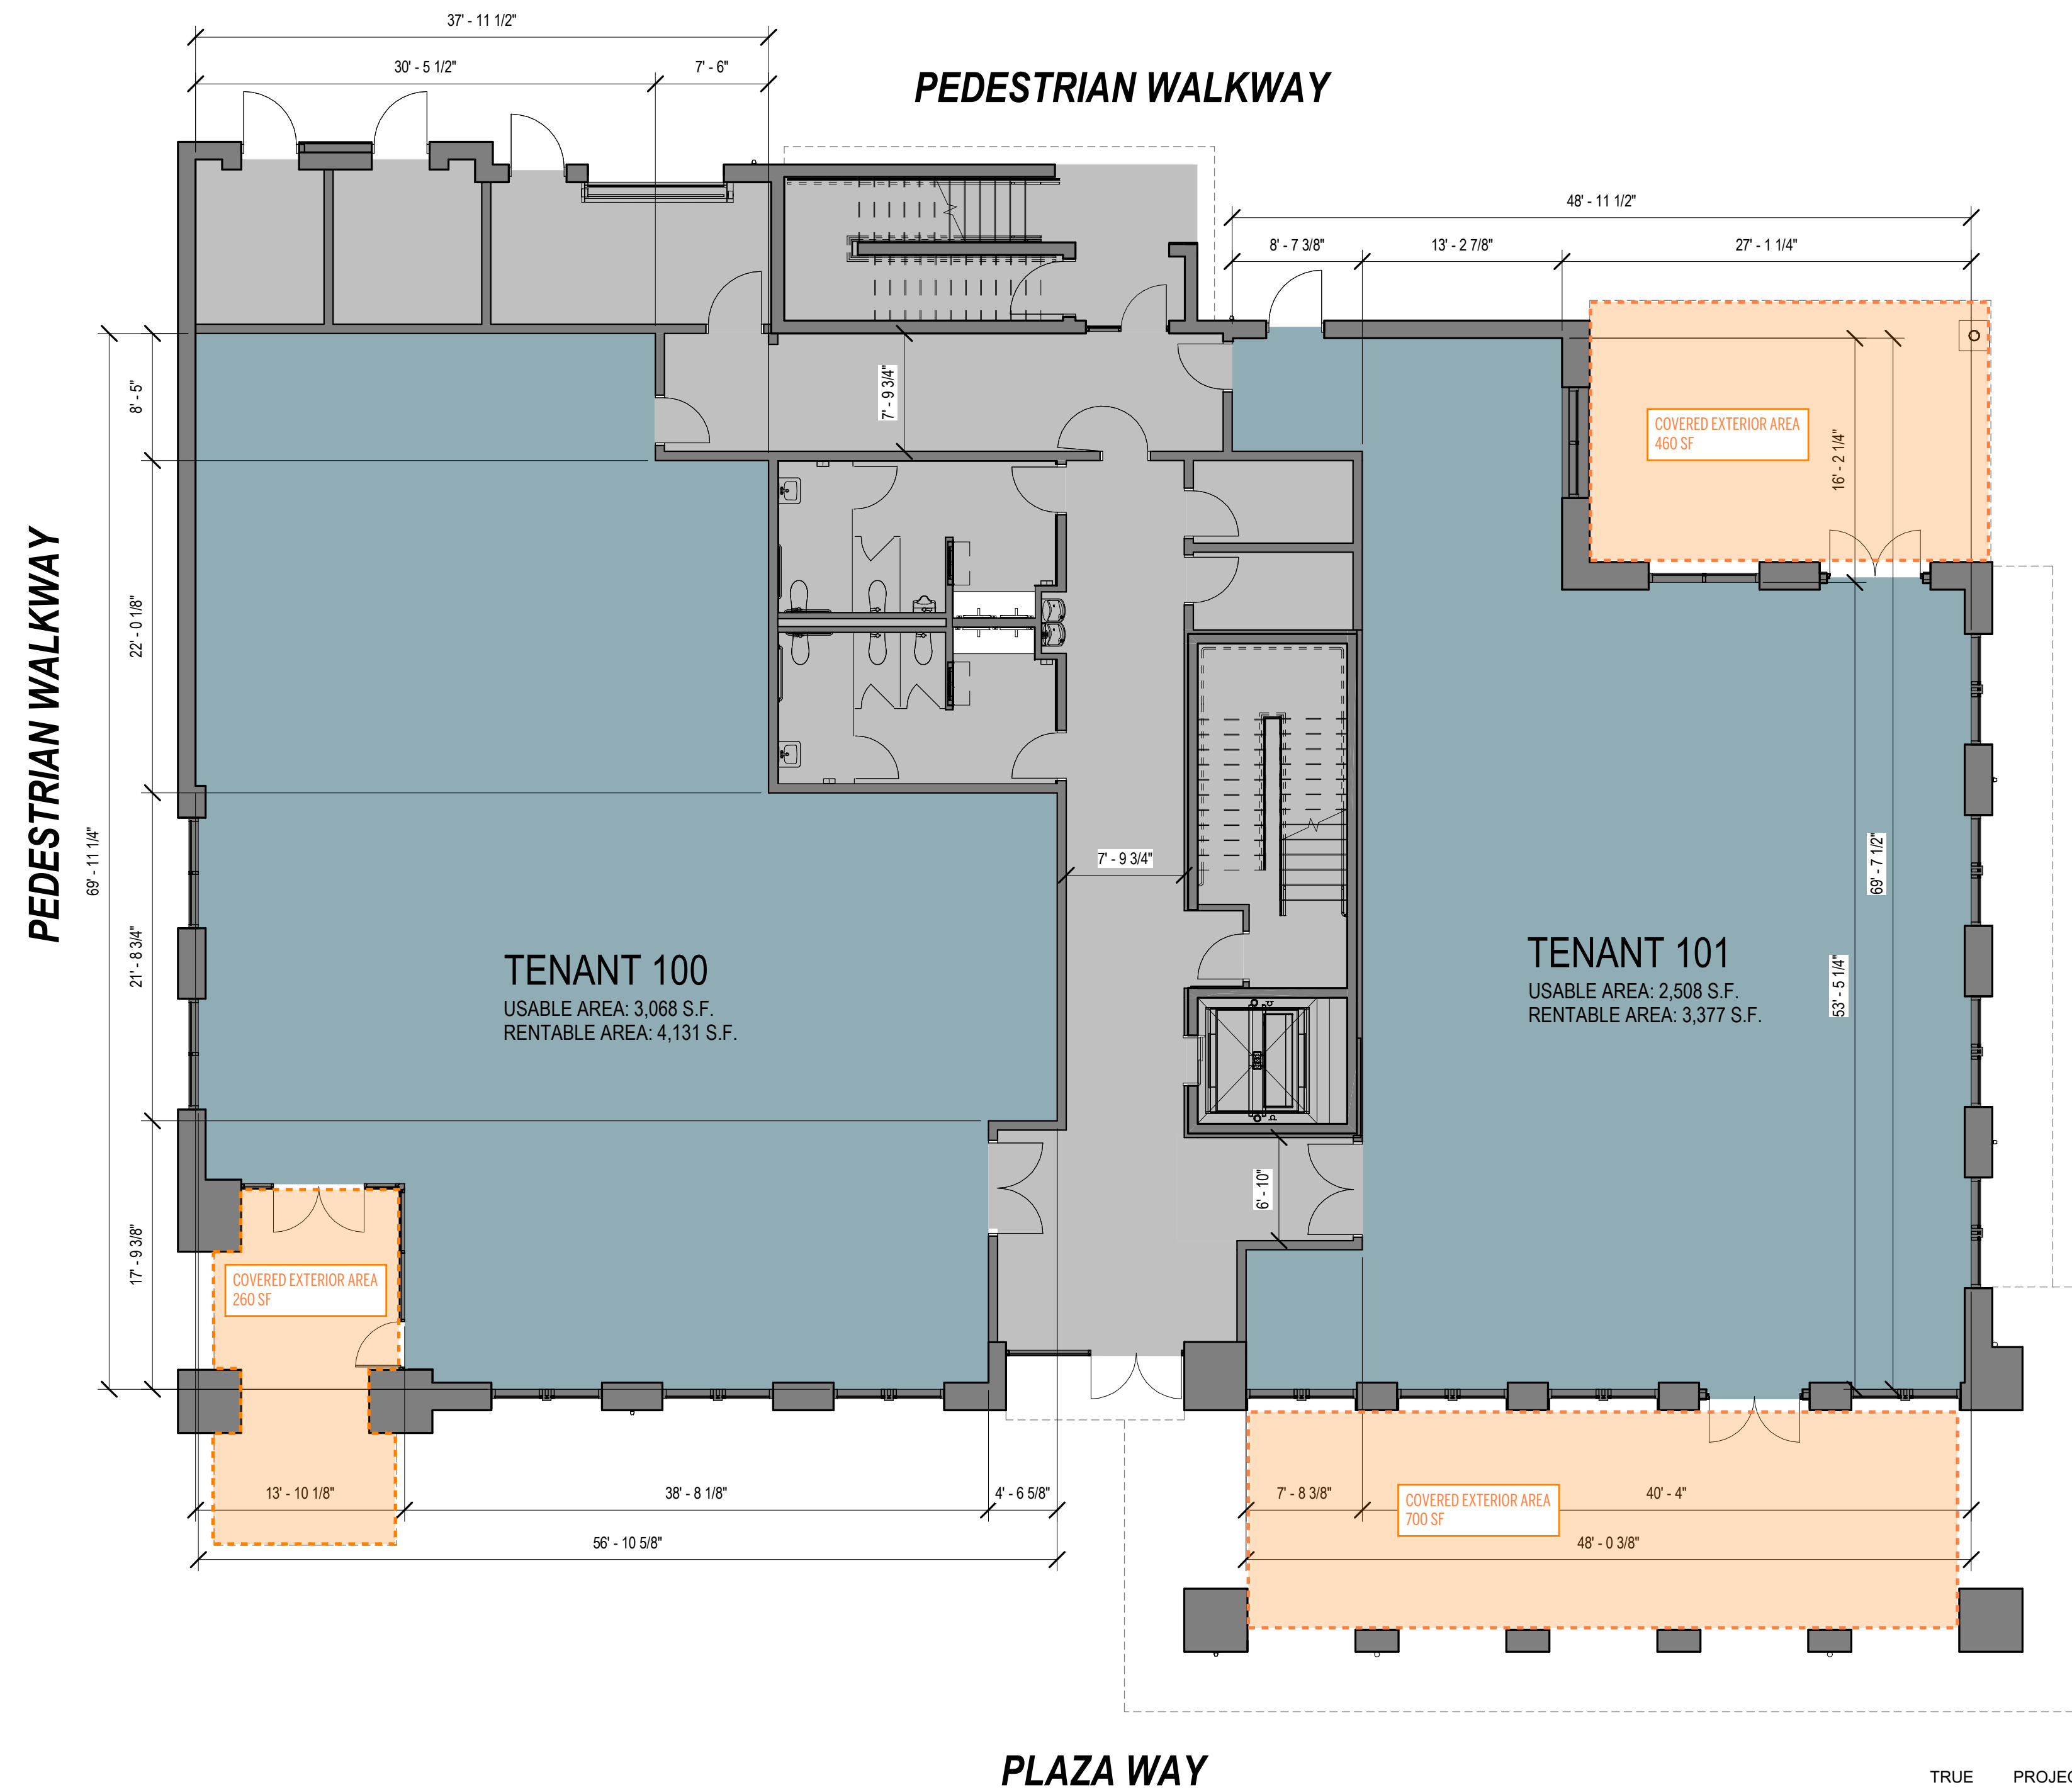 37' - 11 1/2"
30' - 5 1/2"
7' - 6"
PEDESTRIAN WALKWAY
48' - 11 1/2"
8' - 7 3/8"
13' - 2 7/8"
27' - 1 1/4"
8' - 5"
7' - 9 3/4"
COVERED EXTERIOR AREA
460 SF
16' - 2 1/4"
PEDESTRIAN WALKWAY
22' - 0 1/8"
69' - 11 1/4"
7' - 9 3/4"
69' - 7 1/2"
21' - 8 3/4"
TENANT 100
USABLE AREA: 3,068 S.F.
RENTABLE AREA: 4,131 S.F.
TENANT 101
USABLE AREA: 2,508 S.F.
RENTABLE AREA: 3,377 S.F.
53' - 5 1/4"
6' - 10"
17' - 9 3/8"
COVERED EXTERIOR AREA
260 SF
13' - 10 1/8"
38' - 8 1/8"
4' - 6 5/8"
7' - 8 3/8"
COVERED EXTERIOR AREA
700 SF
40' - 4"
56' - 10 5/8"
48' - 0 3/8"
PLAZA WAY
TRUE